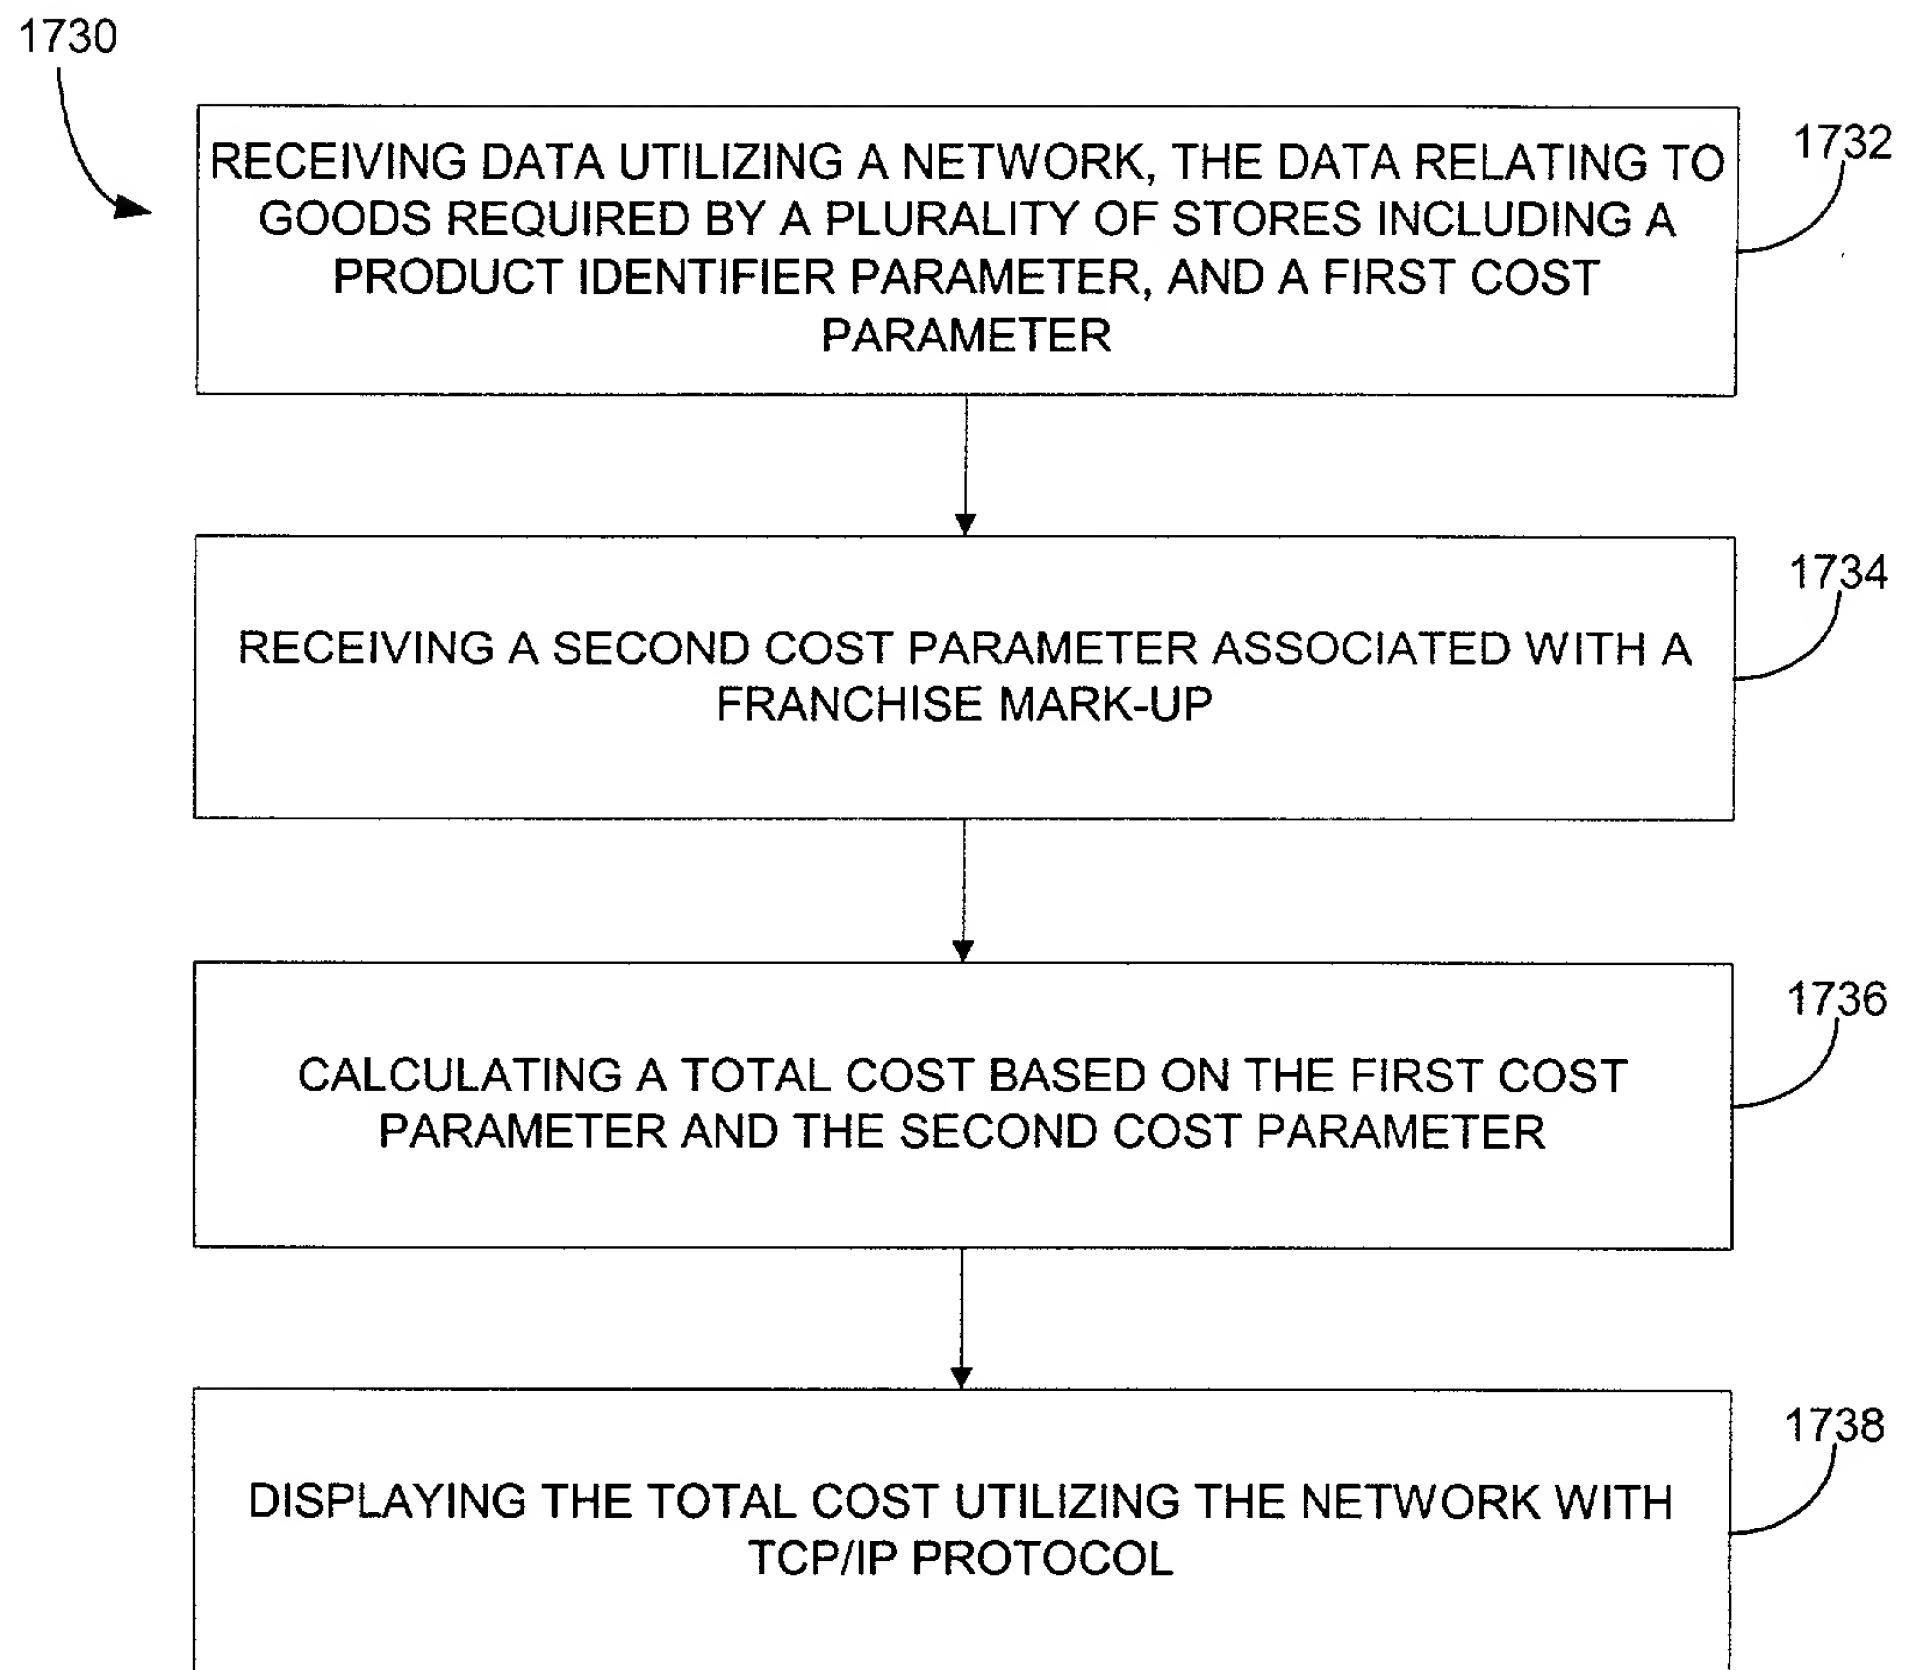 1730
1732
RECEIVING DATA UTILIZING A NETWORK, THE DATA RELATING TO
GOODS REQUIRED BY A PLURALITY OF STORES INCLUDING A
PRODUCT IDENTIFIER PARAMETER, AND A FIRST COST
PARAMETER
1734
RECEIVING A SECOND COST PARAMETER ASSOCIATED WITH A
FRANCHISE MARK-UP
1736
CALCULATING A TOTAL COST BASED ON THE FIRST COST
PARAMETER AND THE SECOND COST PARAMETER
1738
DISPLAYING THE TOTAL COST UTILIZING THE NETWORK WITH
TCP/IP PROTOCOL